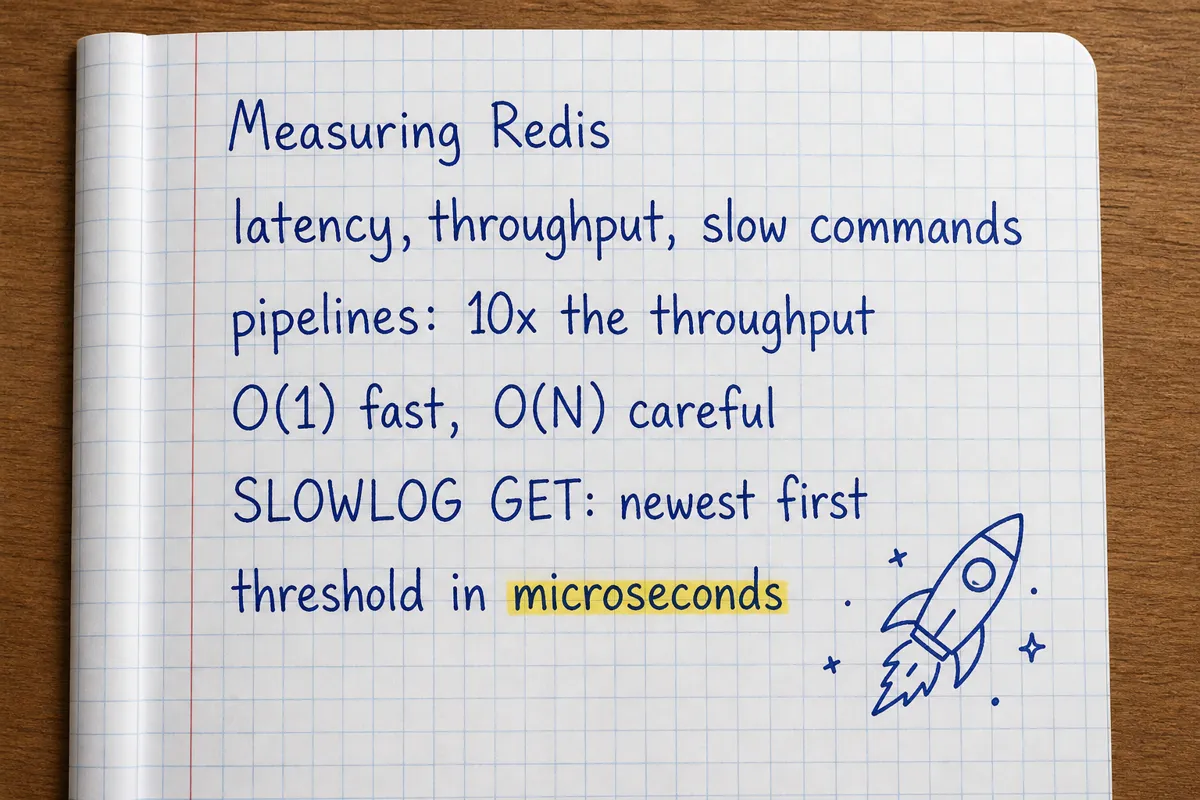 Measuring Redis
latency, throughput, slow commands
pipelines: 10x the throughput
O(1) fast, O(N) careful
SLOWLOG GET: newest first
threshold in microseconds